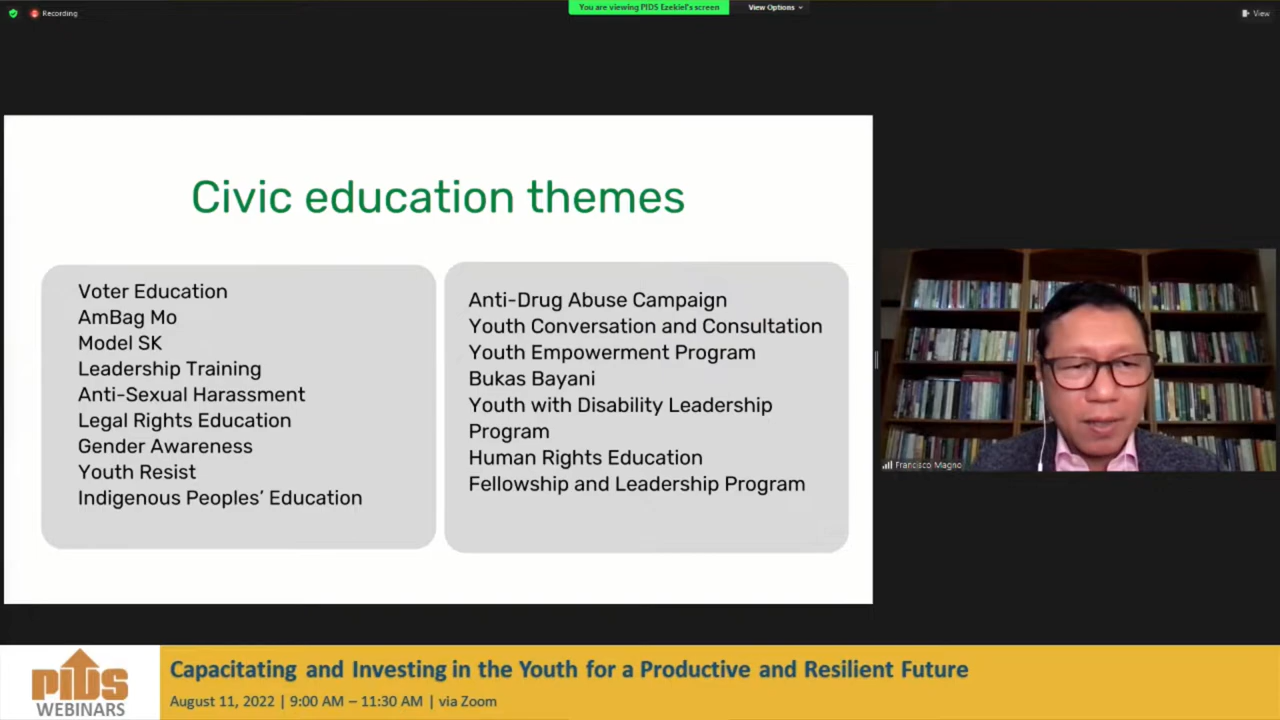 Recording
You are viewing PIDS Ezekiel's screen
View Options
View
Civic education themes
Voter Education
AmBag Mo
Model SK
Leadership Training
Anti-Sexual Harassment
Legal Rights Education
Gender Awareness
Youth Resist
Indigenous Peoples’ Education
Anti-Drug Abuse Campaign
Youth Conversation and Consultation
Youth Empowerment Program
Bukas Bayani
Youth with Disability Leadership
Program
Human Rights Education
Fellowship and Leadership Program
Francisco Magno
PIDS
WEBINARS
Capacitating and Investing in the Youth for a Productive and Resilient Future
August 11, 2022 | 9:00 AM – 11:30 AM | via Zoom